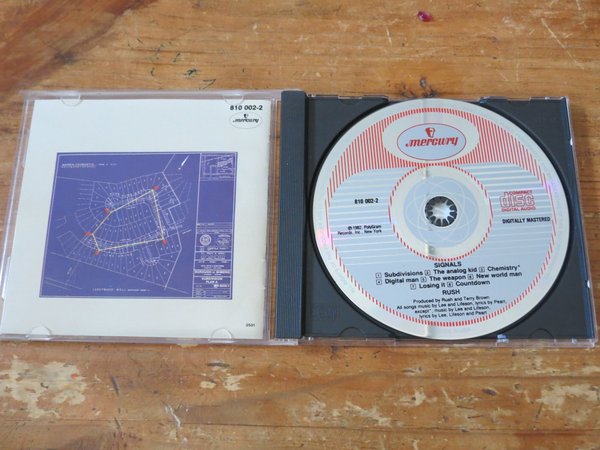 810 002-2
mercury
2531
mercury
810 002-2
COMPACT
disc
DIGITAL AUDIO
DIGITALLY MASTERED
℗ 1982 PolyGram
Records, Inc., New York
SIGNALS
1 Subdivisions 2 The analog kid 3 Chemistry*
4 Digital man 5 The weapon 6 New world man
7 Losing it 8 Countdown
RUSH
Produced by Rush and Terry Brown
All songs music by Lee and Lifeson, lyrics by Peart,
except*, music by Lee and Lifeson,
lyrics by Lee, Lifeson and Peart